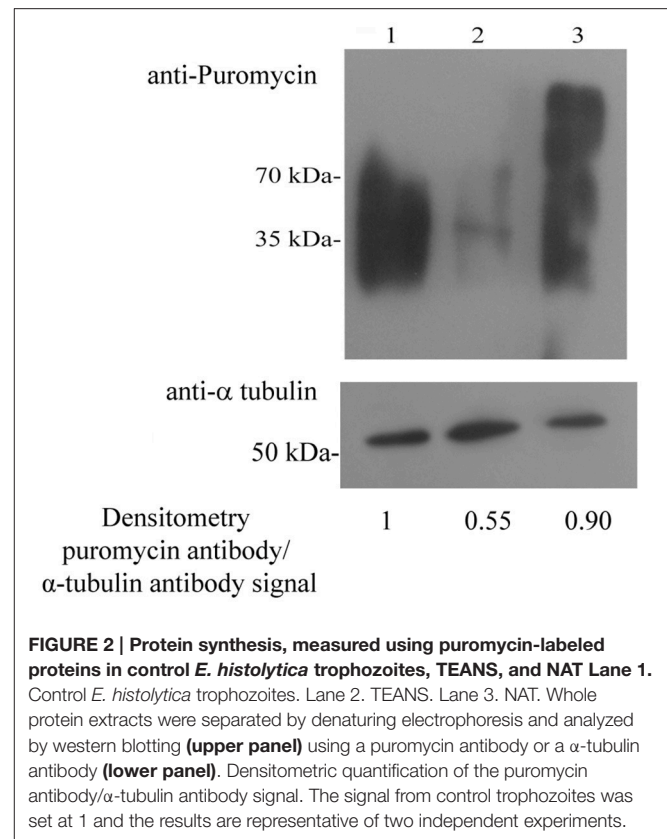 1 2 3
anti-Puromycin
70 kDa-
35 kDa-
anti-α tubulin
50 kDa-
Densitometry
puromycin antibody/
α-tubulin antibody signal
1 0.55 0.90
FIGURE 2 | Protein synthesis, measured using puromycin-labeled
proteins in control E. histolytica trophozoites, TEANS, and NAT Lane 1.
Control E. histolytica trophozoites. Lane 2. TEANS. Lane 3. NAT. Whole
protein extracts were separated by denaturing electrophoresis and analyzed
by western blotting (upper panel) using a puromycin antibody or a α-tubulin
antibody (lower panel). Densitometric quantification of the puromycin
antibody/α-tubulin antibody signal. The signal from control trophozoites was
set at 1 and the results are representative of two independent experiments.